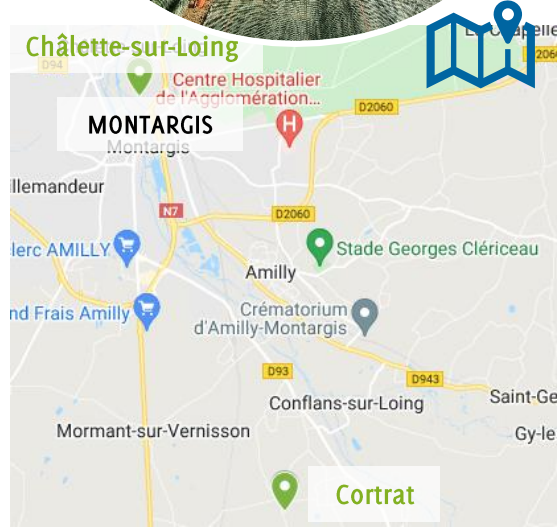 Châlette-sur-Loing
D94
D2060
Centre Hospitalier
de l'Agglomération...
D2060
H
MONTARGIS
Montargis
llemandeur
N7
D2060
lerc AMILLY
Stade Georges Clériceau
Amilly
nd Frais Amilly
Crématorium
d'Amilly-Montargis
D93
D943
Conflans-sur-Loing
Saint-Ge
Mormant-sur-Vernisson
Gy-le
Cortrat